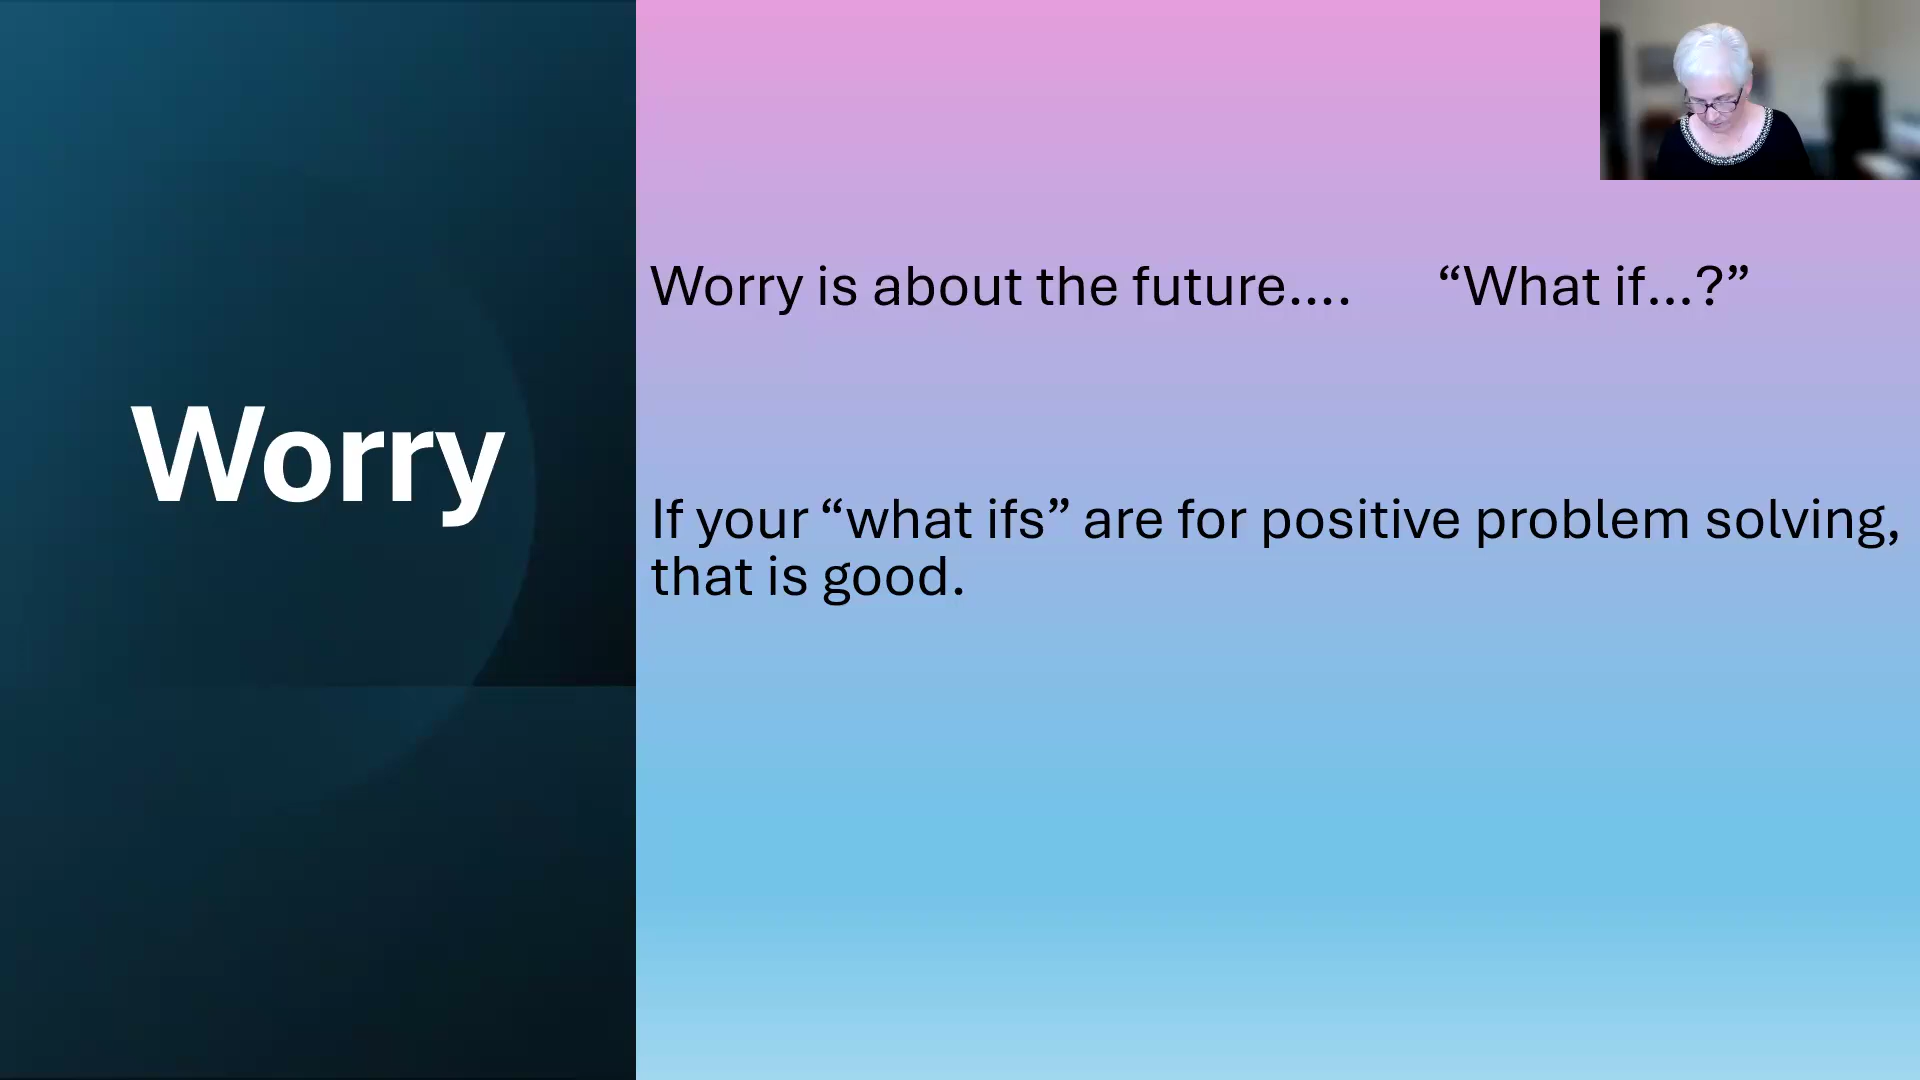 Worry
Worry is about the future.... “What if...?”
If your “what ifs” are for positive problem solving,
that is good.